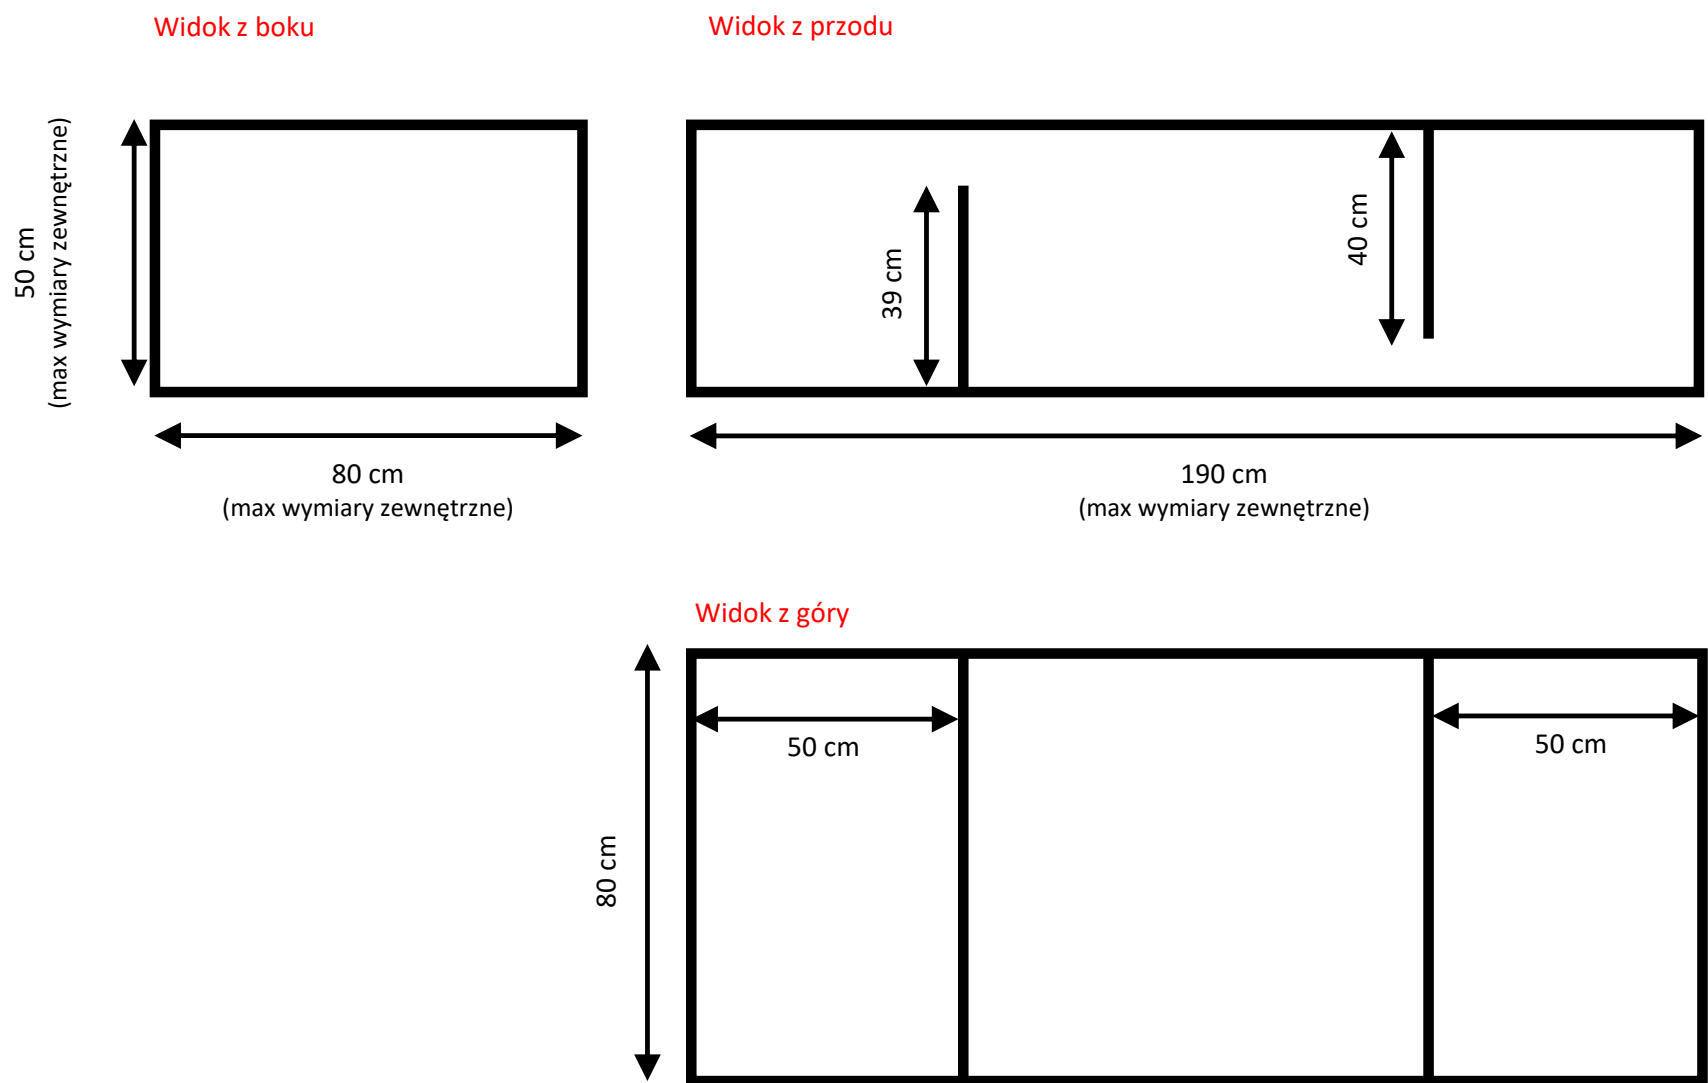 Widok z boku
Widok z przodu
50 cm
(max wymiary zewnętrzne)
39 cm
40 cm
80 cm
(max wymiary zewnętrzne)
190 cm
(max wymiary zewnętrzne)
Widok z góry
50 cm
50 cm
80 cm